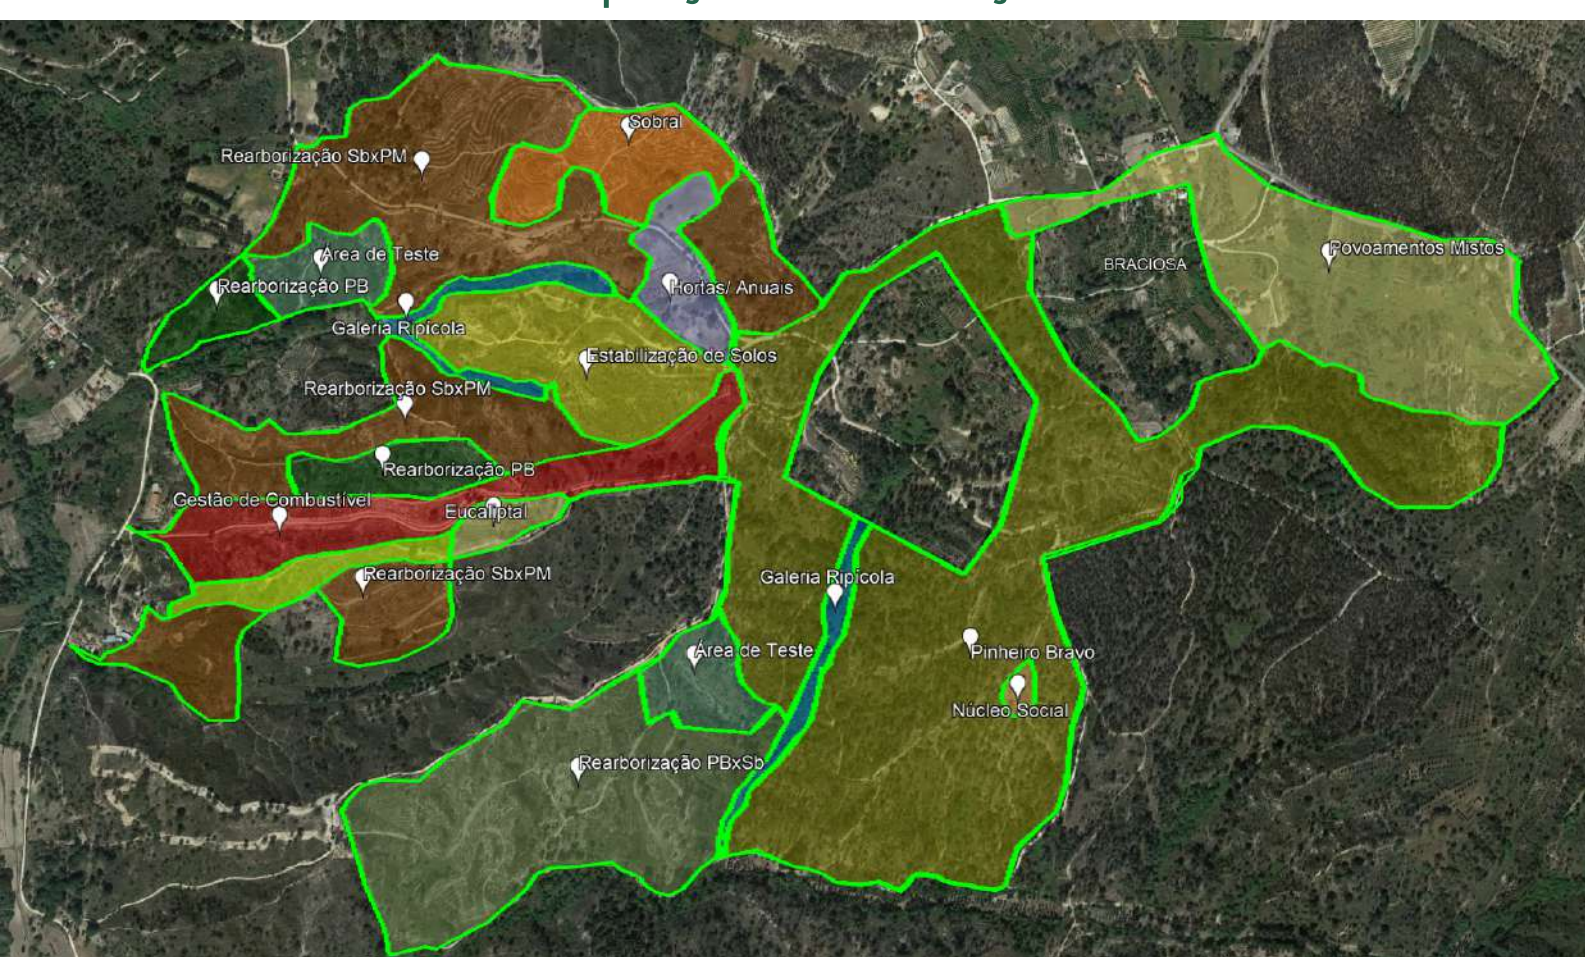 Sobral
Rearborização SbxPM
Área de Teste
Povoamentos Mistos
BRACIOSA
Rearborização PB
Hortas/ Anuais
Galeria Ripícola
Estabilização de Solos
Rearborização SbxPM
Rearborização PB
Gestão de Combustível
Eucaliptal
Rearborização SbxPM
Galeria Ripícola
Área de Teste
Pinheiro Bravo
Núcleo Social
Rearborização PBxSb